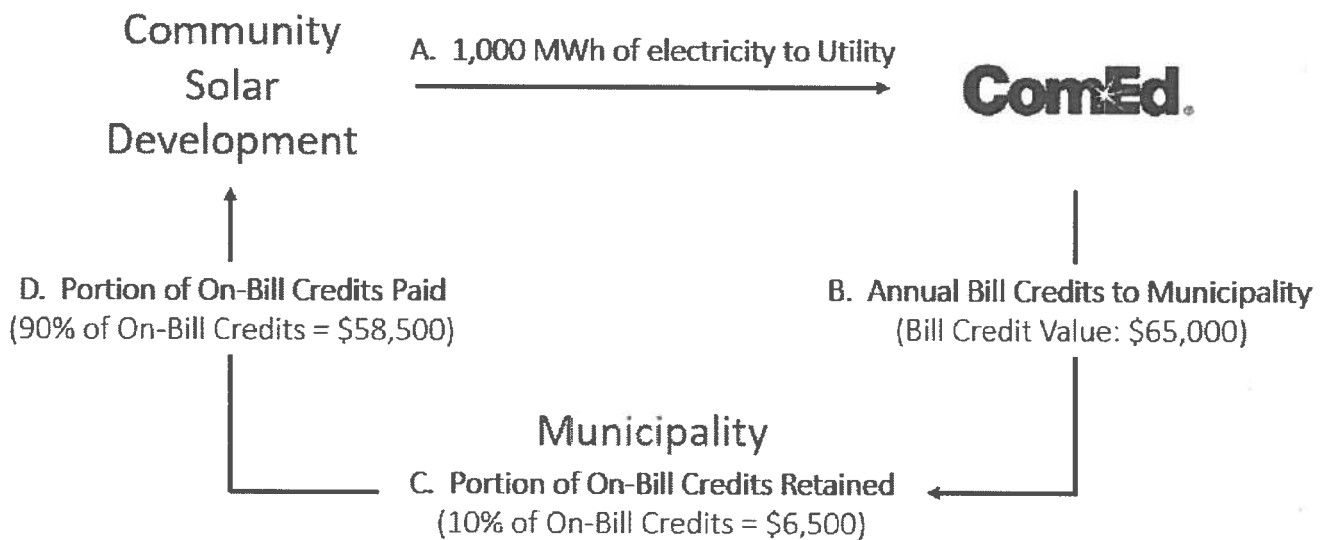 Community
Solar
Development
A. 1,000 MWh of electricity to Utility
ComEd®
D. Portion of On-Bill Credits Paid
(90% of On-Bill Credits = $58,500)
B. Annual Bill Credits to Municipality
(Bill Credit Value: $65,000)
Municipality
C. Portion of On-Bill Credits Retained
(10% of On-Bill Credits = $6,500)